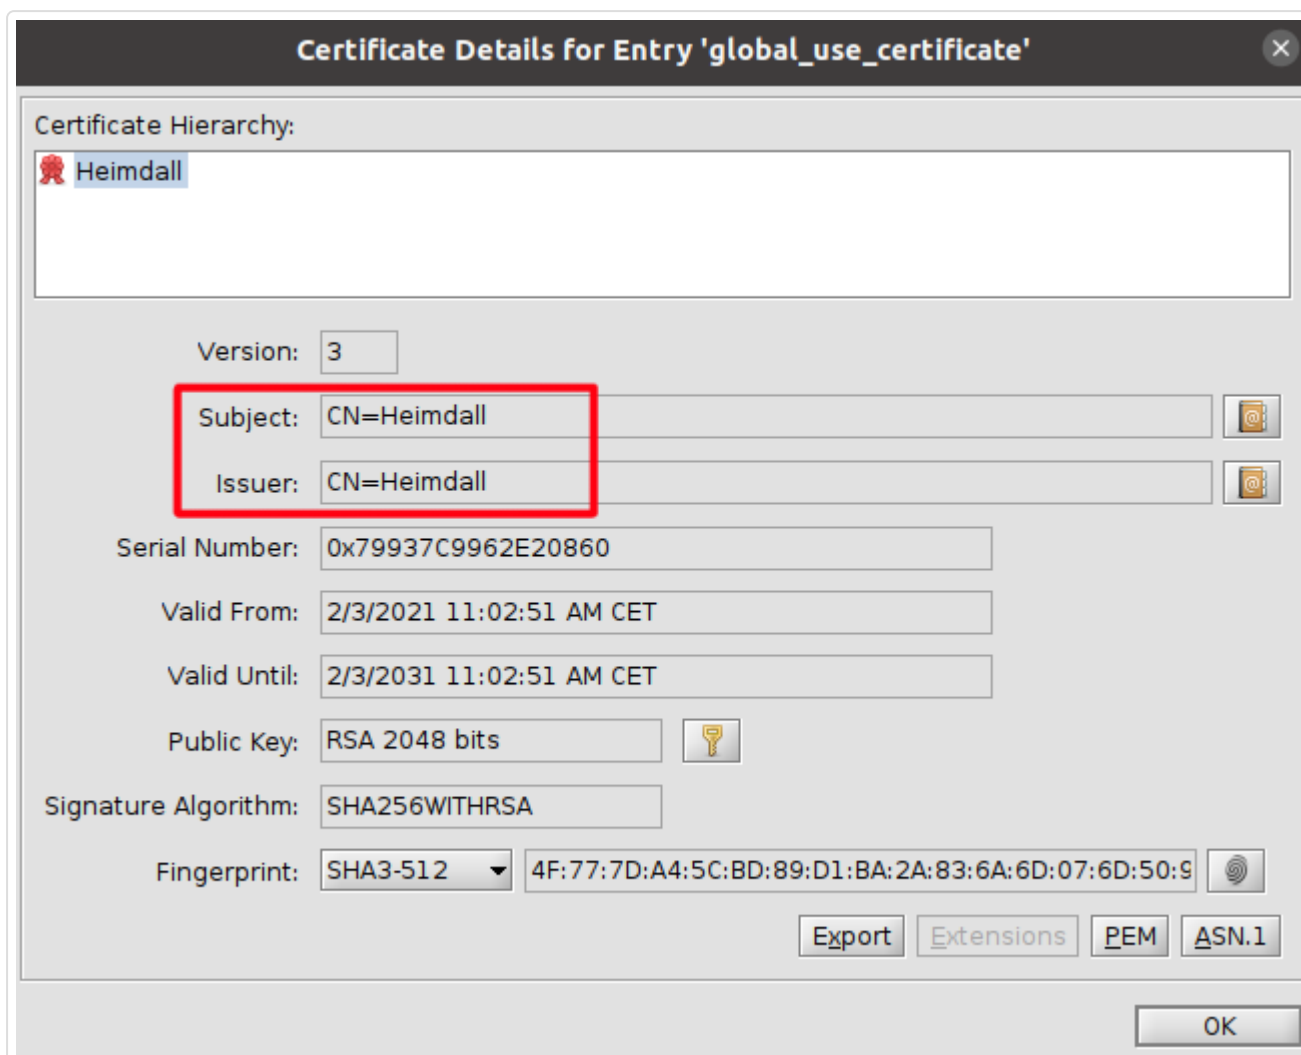 Certificate Details for Entry 'global_use_certificate'
Certificate Hierarchy:
Heimdall
Version: 3
Subject: CN=Heimdall
Issuer: CN=Heimdall
Serial Number: 0x79937C9962E20860
Valid From: 2/3/2021 11:02:51 AM CET
Valid Until: 2/3/2031 11:02:51 AM CET
Public Key: RSA 2048 bits
Signature Algorithm: SHA256WITHRSA
Fingerprint: SHA3-512 4F:77:7D:A4:5C:BD:89:D1:BA:2A:83:6A:6D:07:6D:50:9
Export Extensions PEM ASN.1
OK